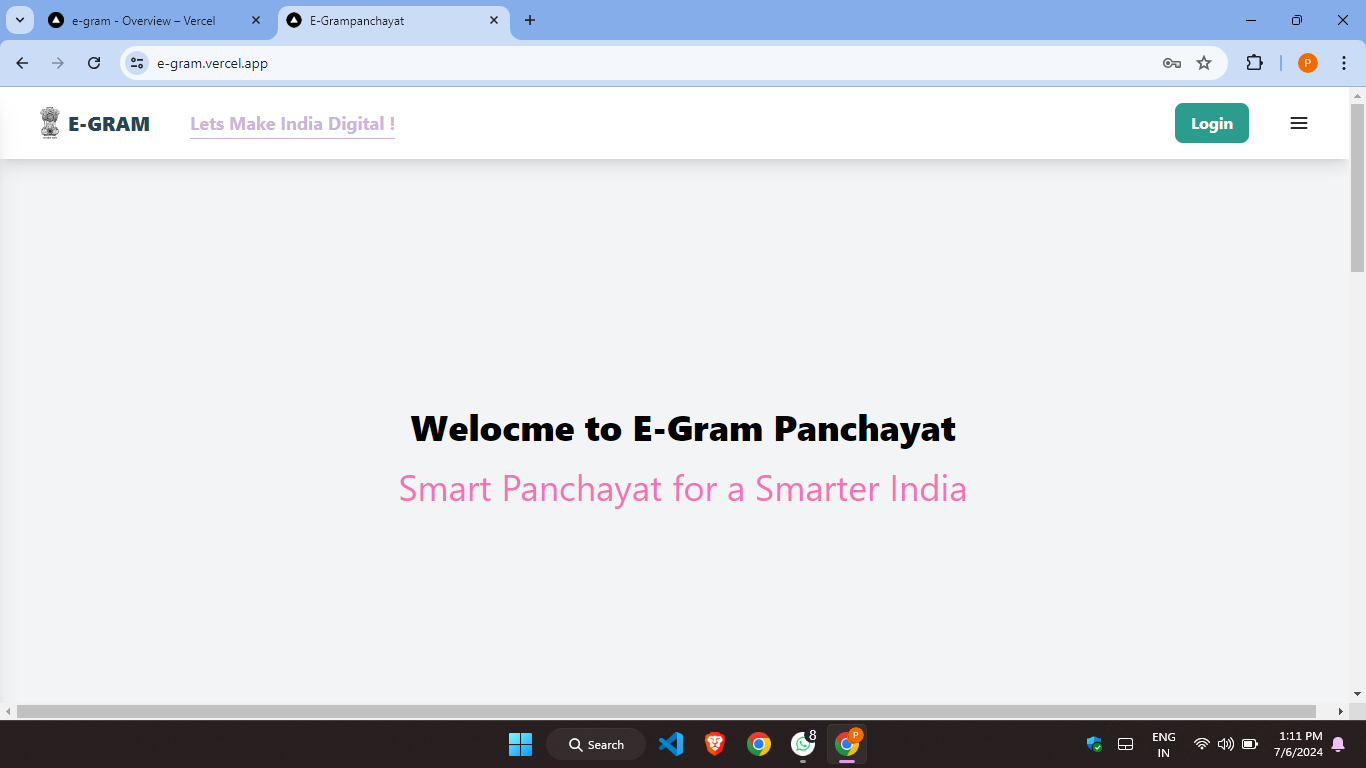 e-gram - Overview – Vercel
E-Grampanchayat
e-gram.vercel.app
P
E-GRAM
Lets Make India Digital !
Login
Welocme to E-Gram Panchayat
Smart Panchayat for a Smarter India
Search
8
P
ENG
IN
1:11 PM
7/6/2024